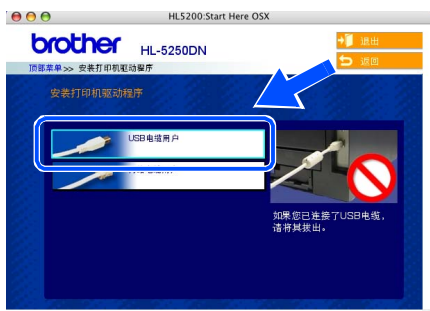 HL5200:Start Here OSX
brother HL-5250DN
退出
返回
顶部菜单 >> 安装打印机驱动程序
安装打印机驱动程序
USB电缆用户
如果您已连接了USB电缆，
请将其拔出。